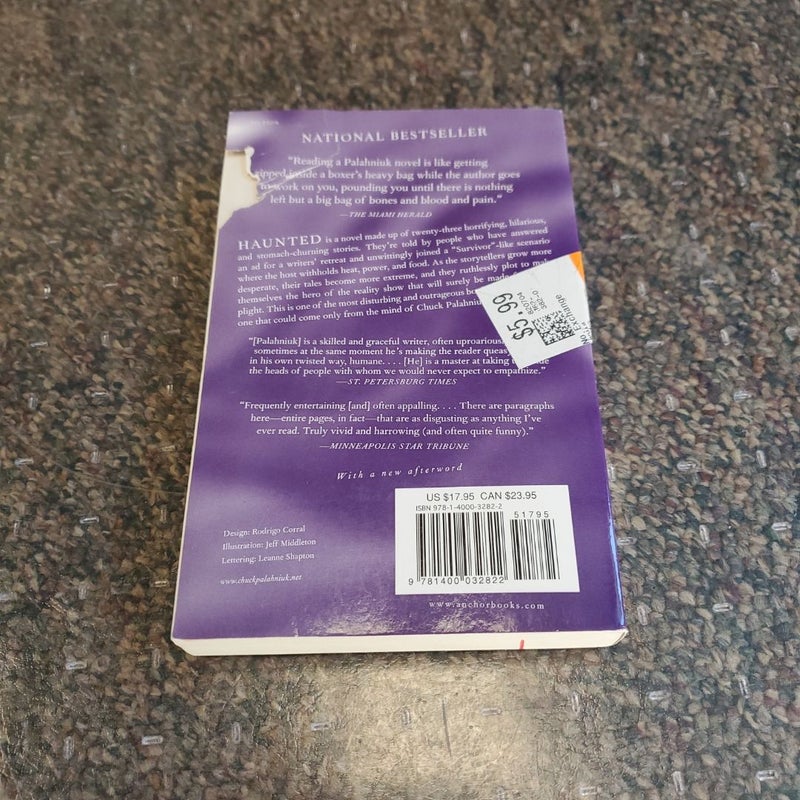 NATIONAL BESTSELLER
“Reading a Palahniuk novel is like getting
zipped inside a boxer’s heavy bag while the author goes
to work on you, pounding you until there is nothing
left but a big bag of bones and blood and pain.”
—THE MIAMI HERALD
HAUNTED is a novel made up of twenty-three horrifying, hilarious,
and stomach-churning stories. They’re told by people who have answered
an ad for a writers’ retreat and unwittingly joined a “Survivor”-like scenario
where the host withholds heat, power, and food. As the storytellers grow more
desperate, their tales become more extreme, and they ruthlessly plot to make
themselves the hero of the reality show that will surely be made
plight. This is one of the most disturbing and outrageous
one that could come only from the mind of Chuck Palahniuk
“[Palahniuk] is a skilled and graceful writer, often uproariously
sometimes at the same moment he’s making the reader queasy
in his own twisted way, humane. . . . [He] is a master at taking
the heads of people with whom we would never expect to empathize.”
—ST. PETERSBURG TIMES
“Frequently entertaining [and] often appalling. . . . There are paragraphs
here—entire pages, in fact—that are as disgusting as anything I’ve
ever read. Truly vivid and harrowing (and often quite funny).”
—MINNEAPOLIS STAR TRIBUNE
With a new afterword
Design: Rodrigo Corral
Illustration: Jeff Middleton
Lettering: Leanne Shapton
www.chuckpalahniuk.net
US $17.95 CAN $23.95
ISBN 978-1-4000-3282-2
51795
9 781400 032822
www.anchorbooks.com
$5.99
Exchange